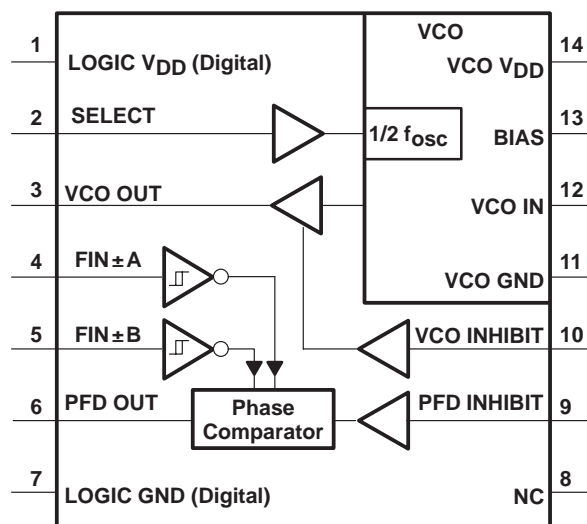 VCO
1 LOGIC VDD (Digital) VCO VDD 14
2 SELECT 1/2 fosc BIAS 13
3 VCO OUT VCO IN 12
4 FIN±A VCO GND 11
5 FIN±B VCO INHIBIT 10
6 PFD OUT Phase Comparator PFD INHIBIT 9
7 LOGIC GND (Digital) NC 8